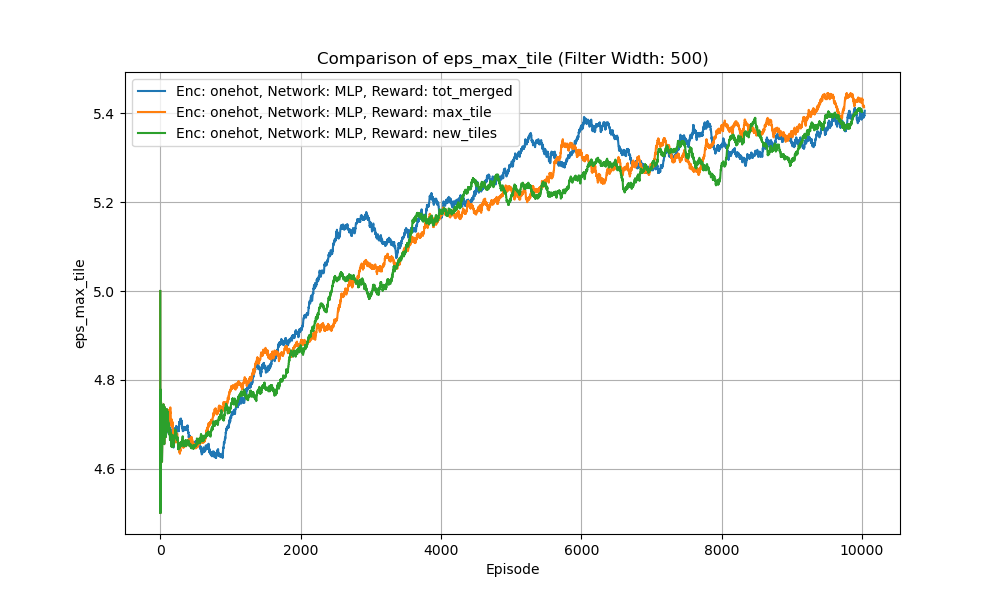 Comparison of eps_max_tile (Filter Width: 500)
Enc: onehot, Network: MLP, Reward: tot_merged
Enc: onehot, Network: MLP, Reward: max_tile
Enc: onehot, Network: MLP, Reward: new_tiles
5.4
5.2
5.0
4.8
4.6
eps_max_tile
0 2000 4000 6000 8000 10000
Episode